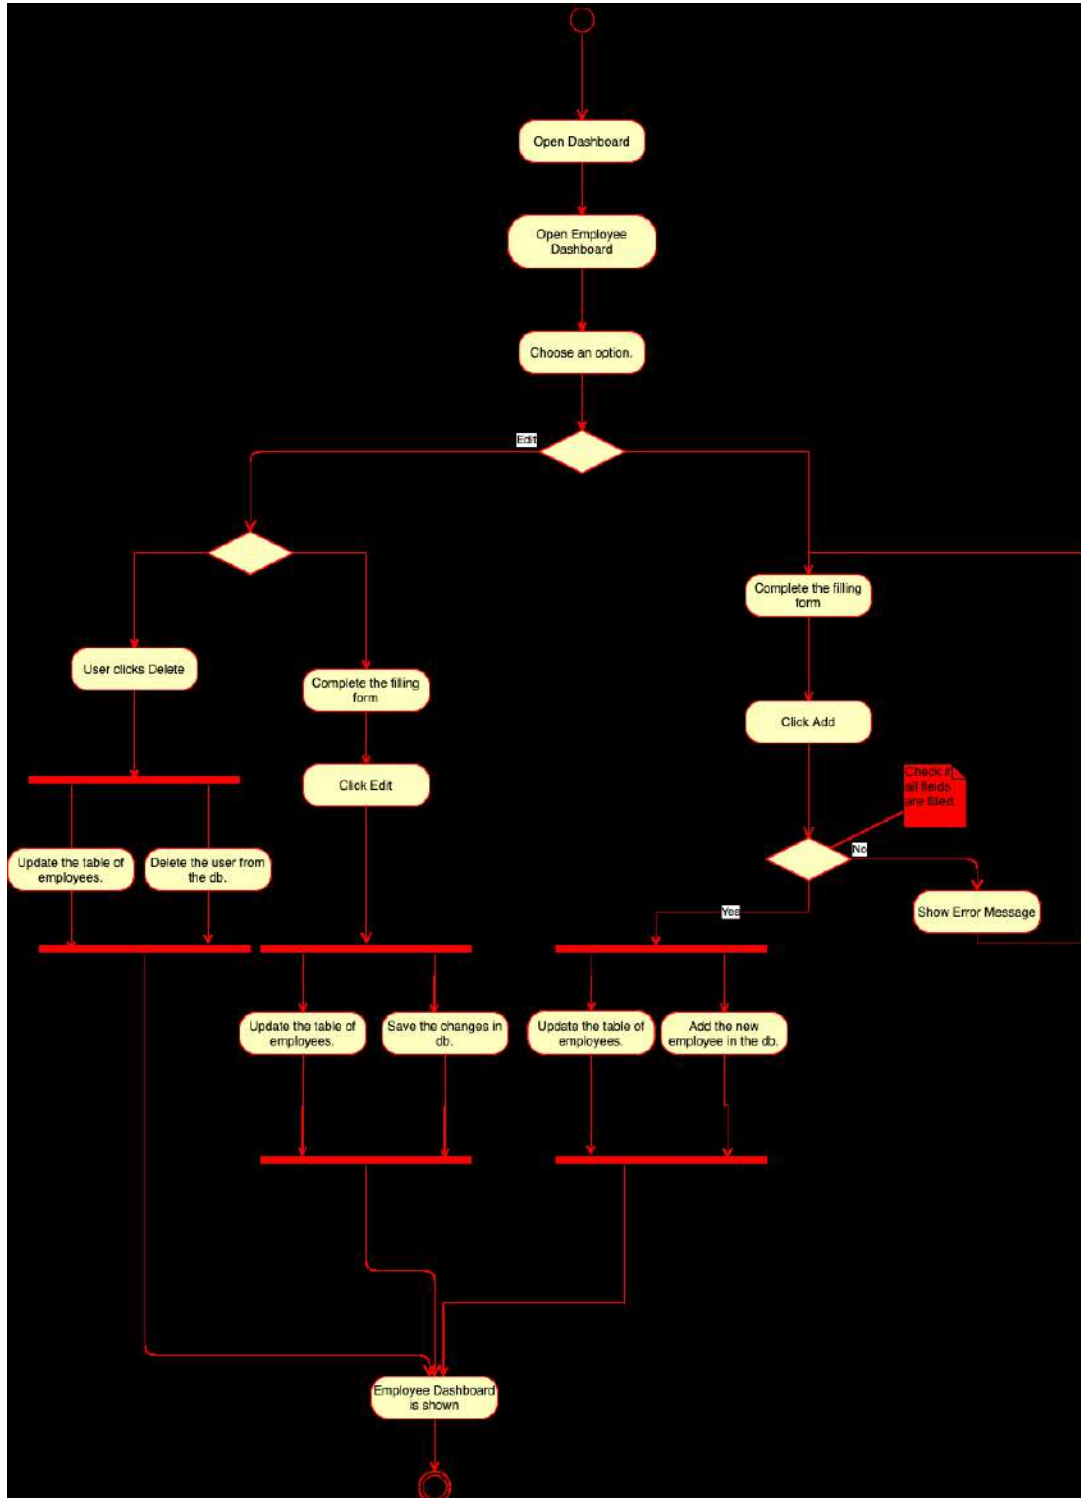 Open Dashboard
Open Employee
Dashboard
Choose an option.
Edit
Complete the filling
form
User clicks Delete
Complete the filling
form
Click Add
Click Edit
Check if
all fields
are filled.
No
Update the table of
employees.
Delete the user from
the db.
Yes
Show Error Message
Update the table of
employees.
Save the changes in
db.
Update the table of
employees.
Add the new
employee in the db.
Employee Dashboard
is shown